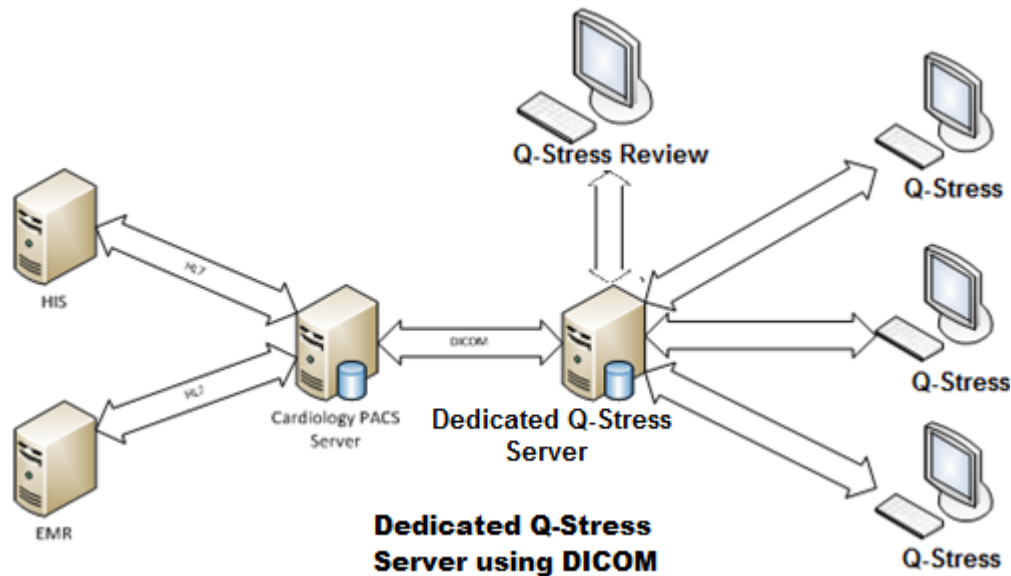 Q-Stress Review
Q-Stress
HIS
HL7
DICOM
Q-Stress
HL7
Cardiology PACS
Server
Dedicated Q-Stress
Server
EMR
Dedicated Q-Stress
Server using DICOM
Q-Stress